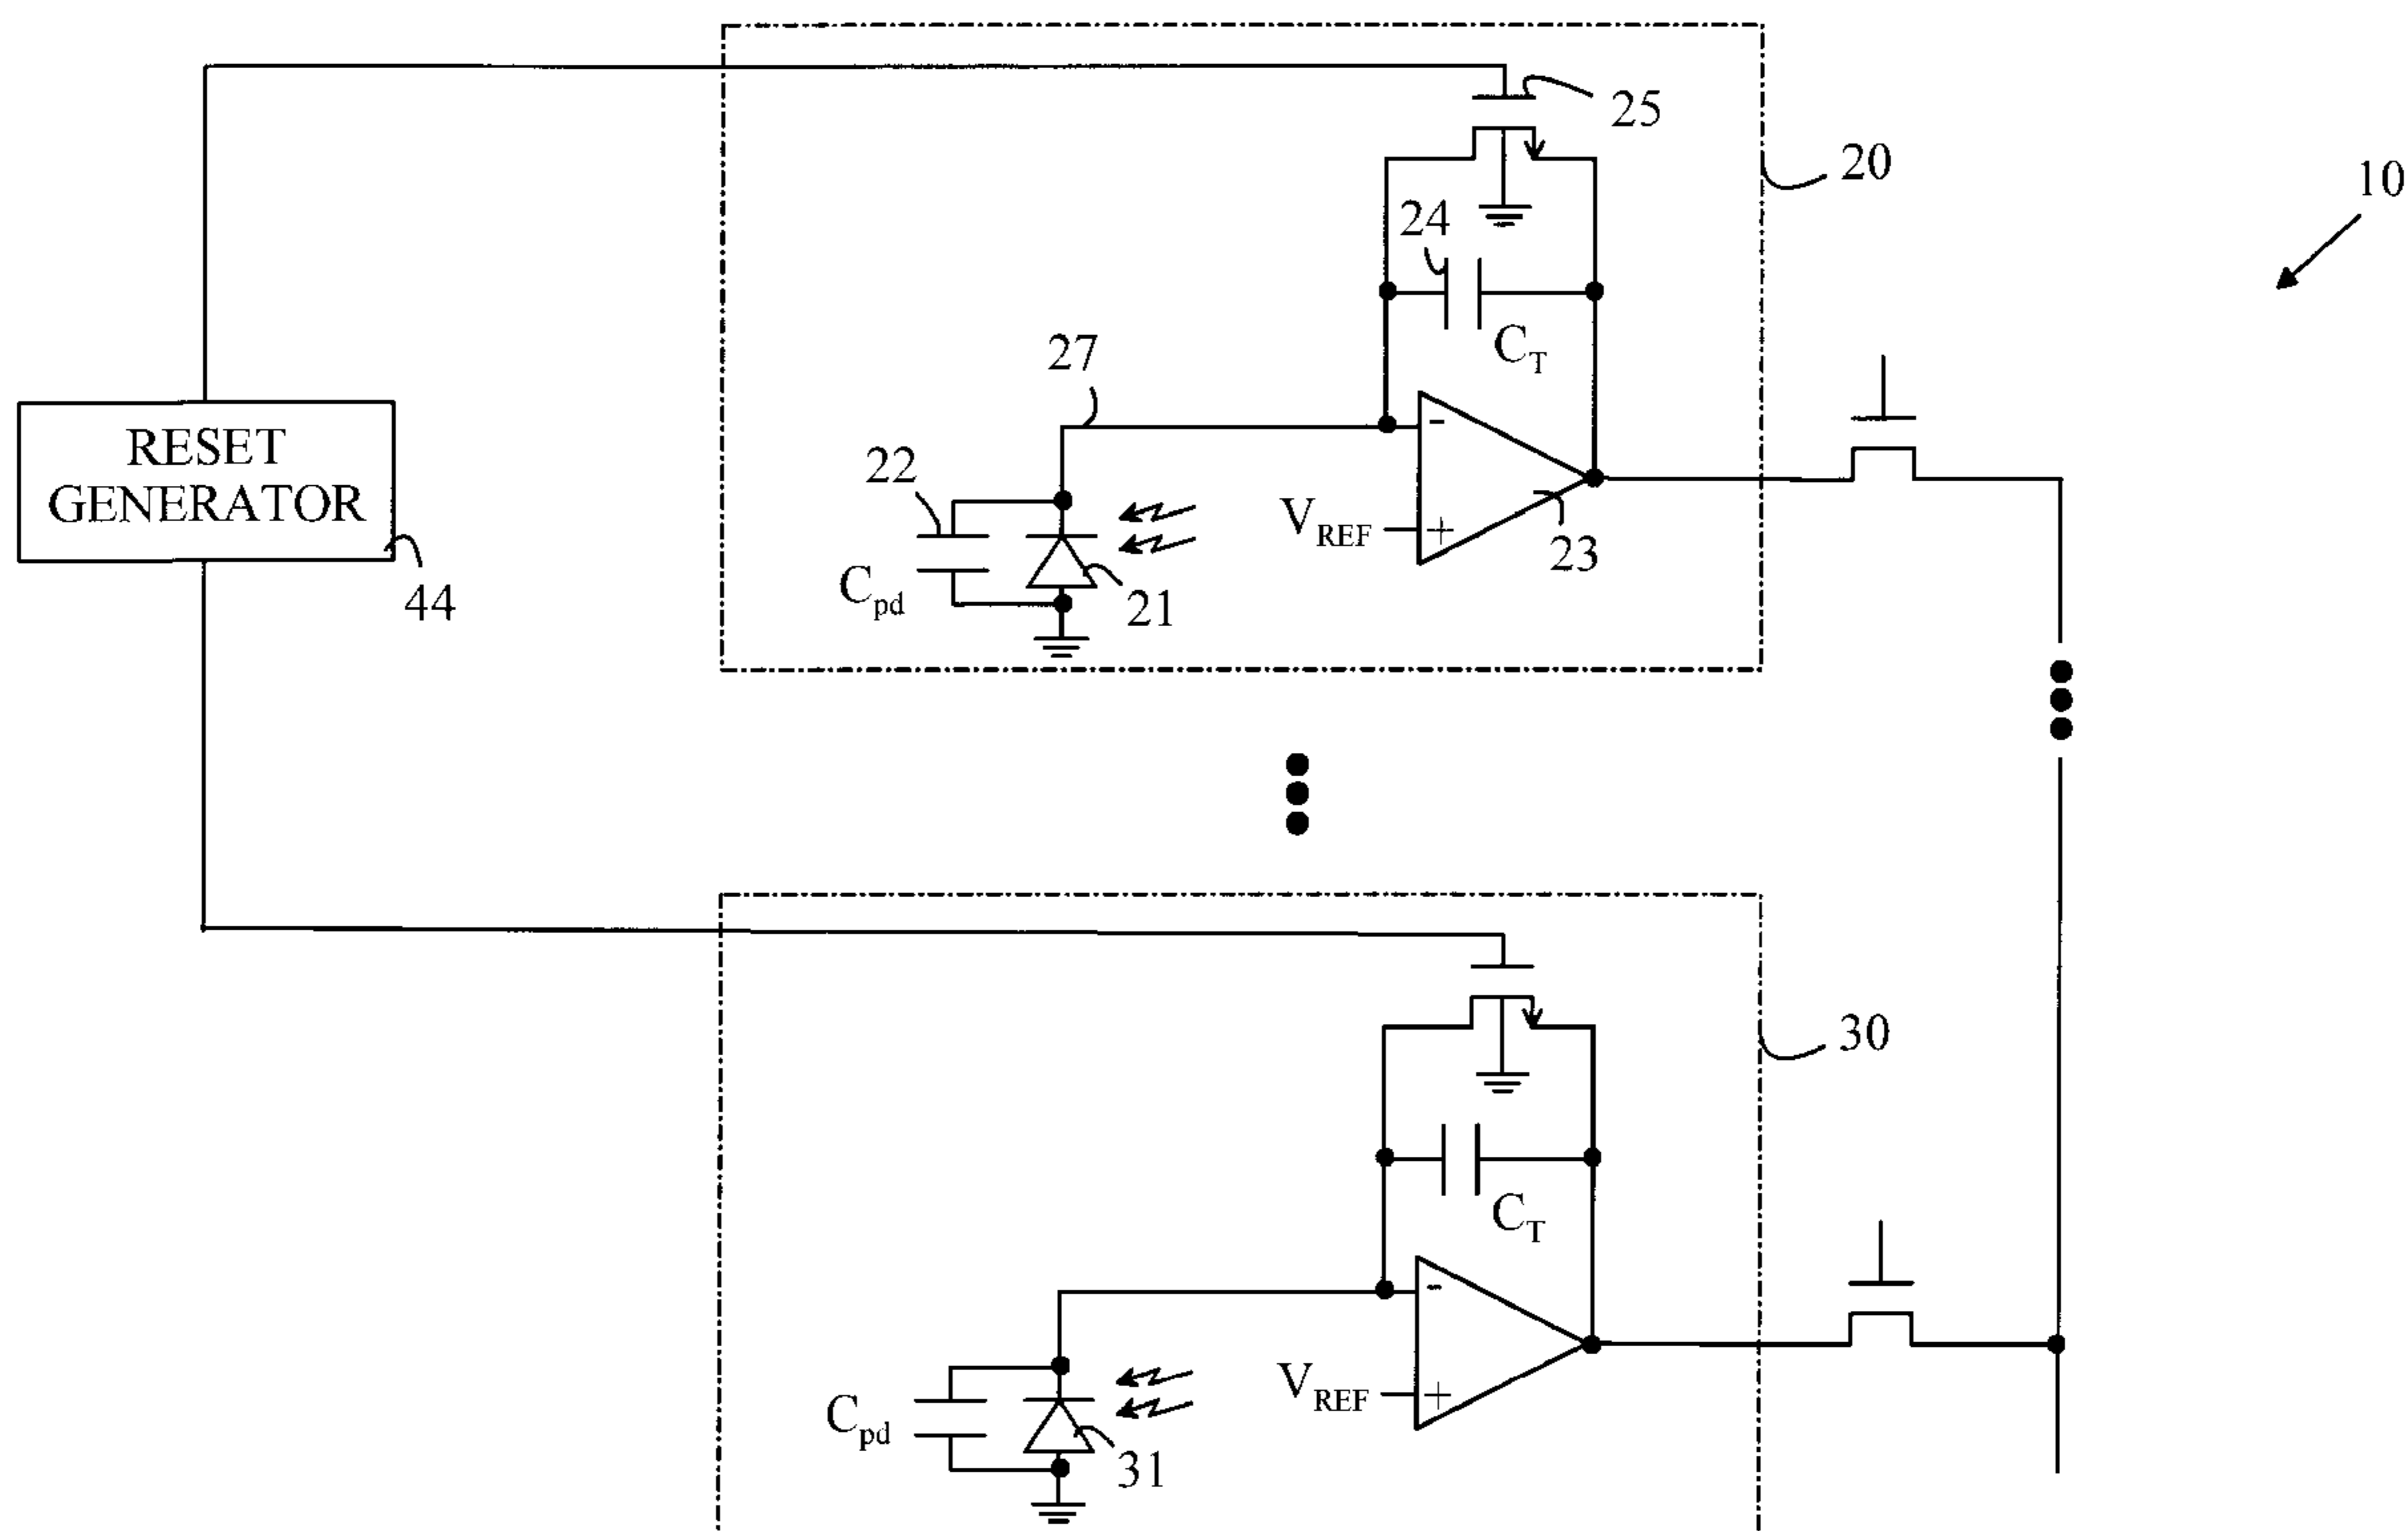 25
20
10
24
C_T
27
RESET
GENERATOR
22
-
V_REF
+
23
C_pd
21
44
30
C_T
-
V_REF
+
C_pd
31